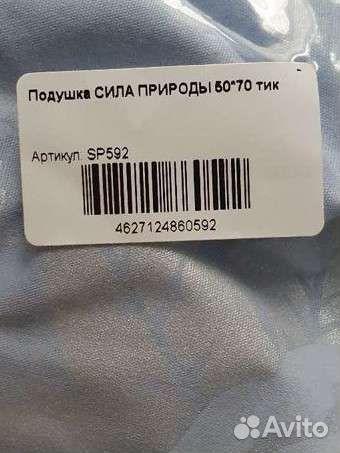 Подушка СИЛА ПРИРОДЫ 50*70 тик
Артикул: SP592
4627124860592
Avito